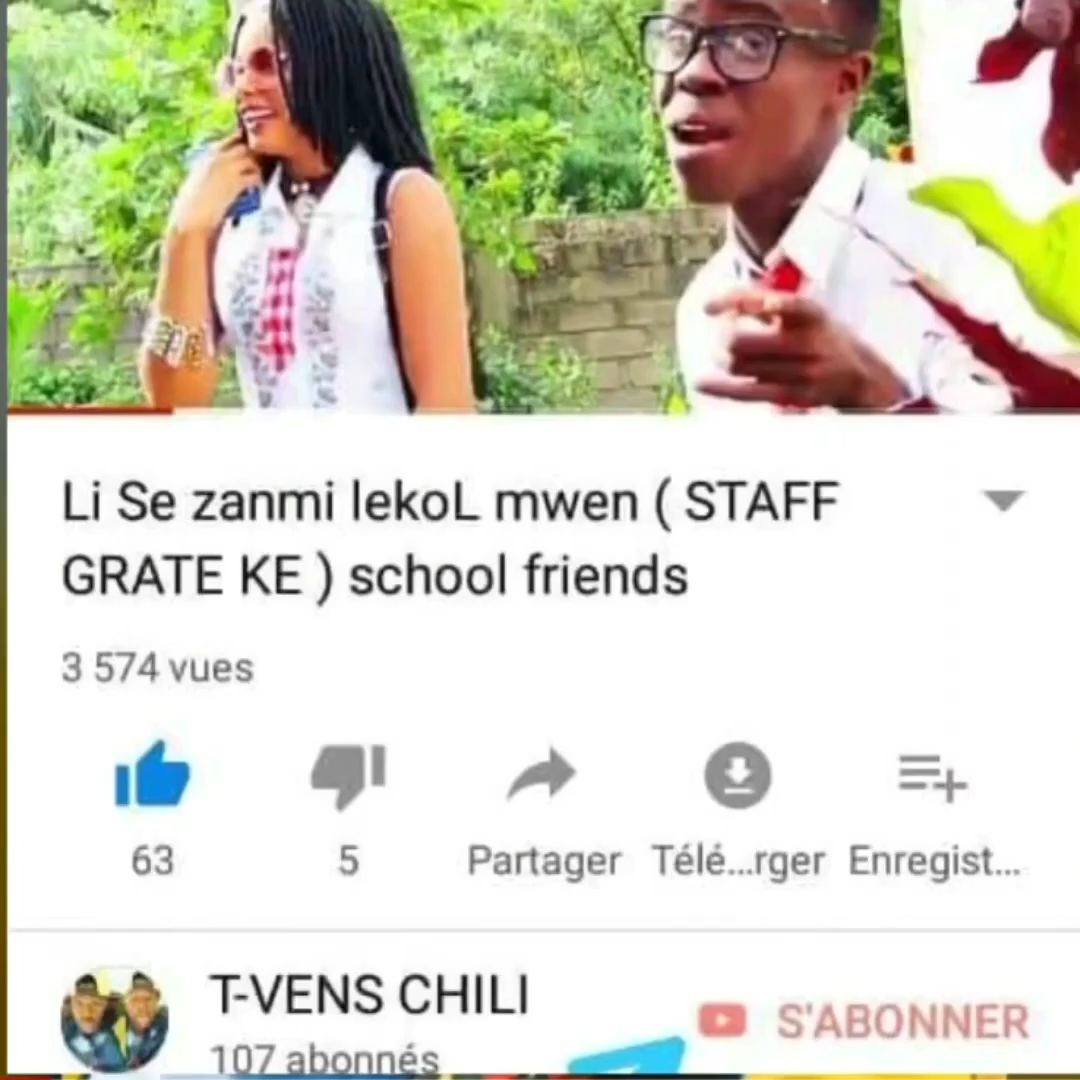 Li Se zanmi lekoL mwen ( STAFF
GRATE KE ) school friends
3 574 vues
63
5
Partager
Télé...rger
Enregist...
T-VENS CHILI
S'ABONNER
107 abonnés